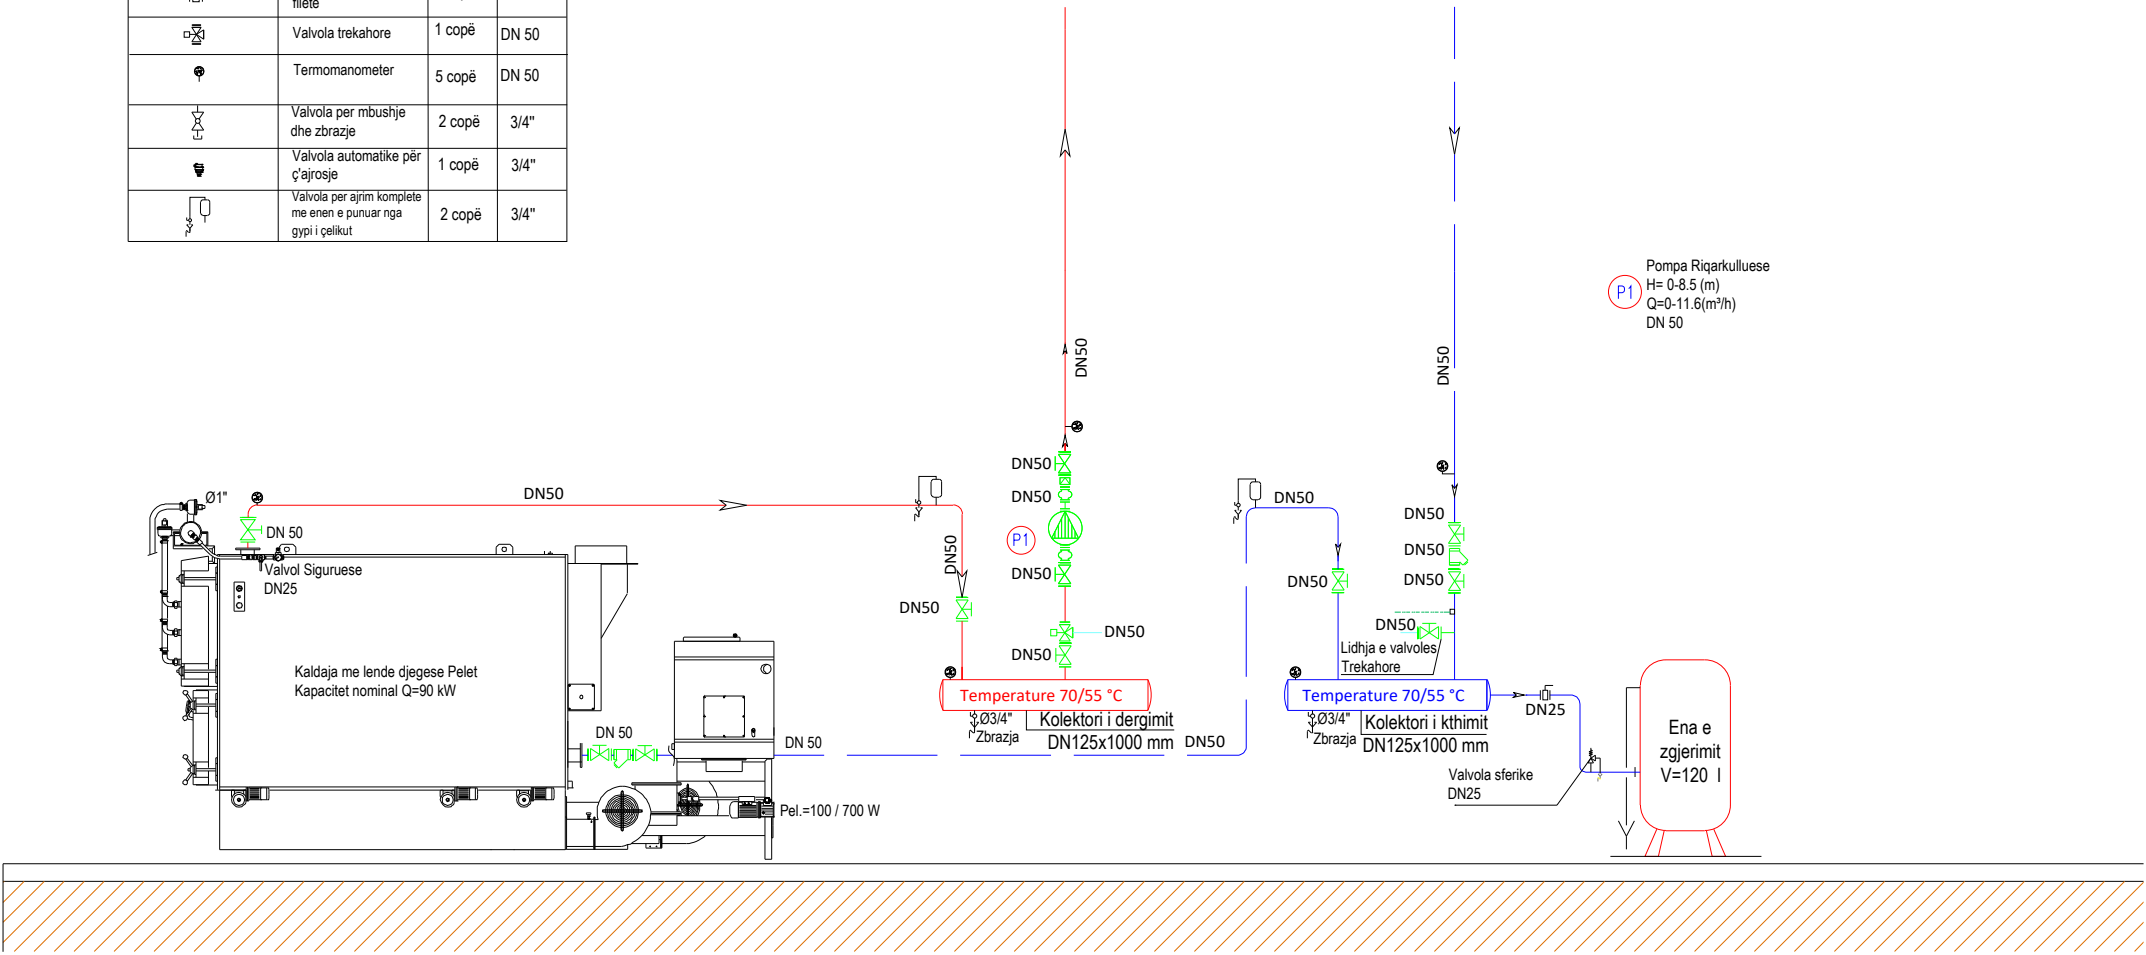 filete
Valvola trekahore 1 copë DN 50
Termomanometer 5 copë DN 50
Valvola per mbushje
dhe zbrazje 2 copë 3/4"
Valvola automatike për
ç'ajrosje 1 copë 3/4"
Valvola per ajrim komplete
me enen e punuar nga
gypi i çelikut 2 copë 3/4"
P1
Pompa Riqarkulluese
H= 0-8.5 (m)
Q=0-11.6(m³/h)
DN 50
DN50
DN50
Ø1"
DN50
DN 50
Valvol Siguruese
DN25
Kaldaja me lende djegese Pelet
Kapacitet nominal Q=90 kW
DN 50
DN 50
Pel.=100 / 700 W
DN50
DN50
DN50
DN50
P1
DN50
DN50
DN50
Temperature 70/55 °C
Ø3/4"
Zbrazja
Kolektori i dergimit
DN125x1000 mm
DN50
DN50
DN50
DN50
DN50
DN50
DN50
Lidhja e valvoles
Trekahore
Temperature 70/55 °C
Ø3/4"
Zbrazja
Kolektori i kthimit
DN125x1000 mm
DN25
Valvola sferike
DN25
Ena e
zgjerimit
V=120 l